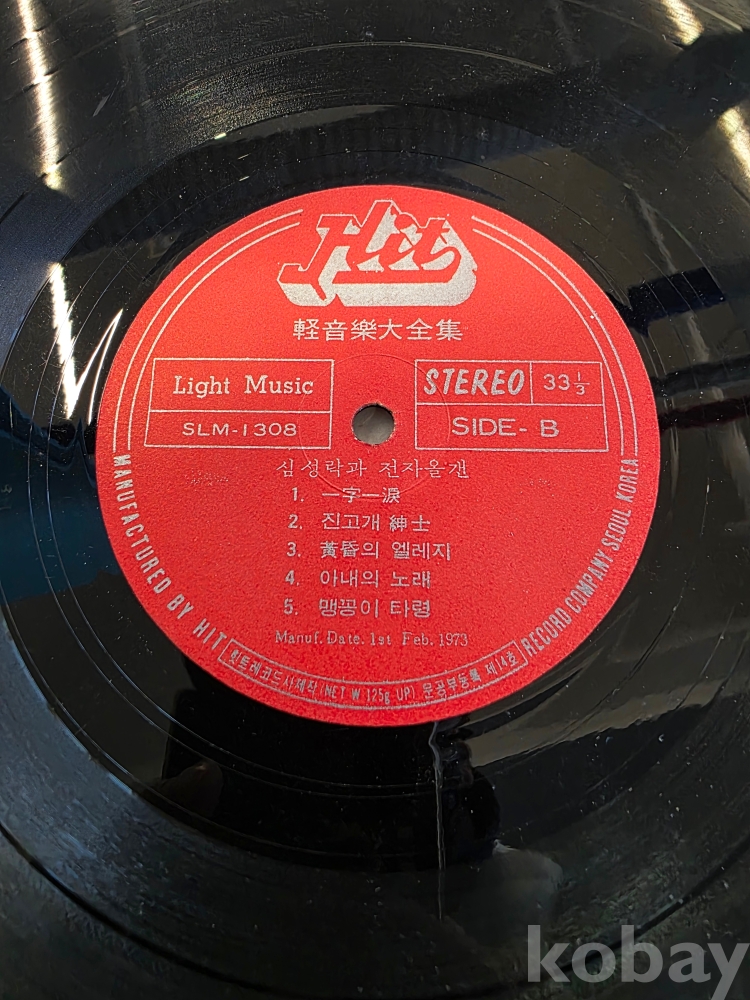 Hit
軽音樂大全集
Light Music
SLM-1308
STEREO 33 1/3
SIDE- B
심성락과 전자올갠
1. 一字一淚
2. 진고개 紳士
3. 黃昏의 엘레지
4. 아내의 노래
5. 맹꽁이 타령
Manuf. Date. 1st Feb. 1973
MANUFACTURED BY HIT RECORD COMPANY SEOUL KOREA
힛트레코드사제작 (NET W. 125g UP) 문공부등록 제14호
kobay